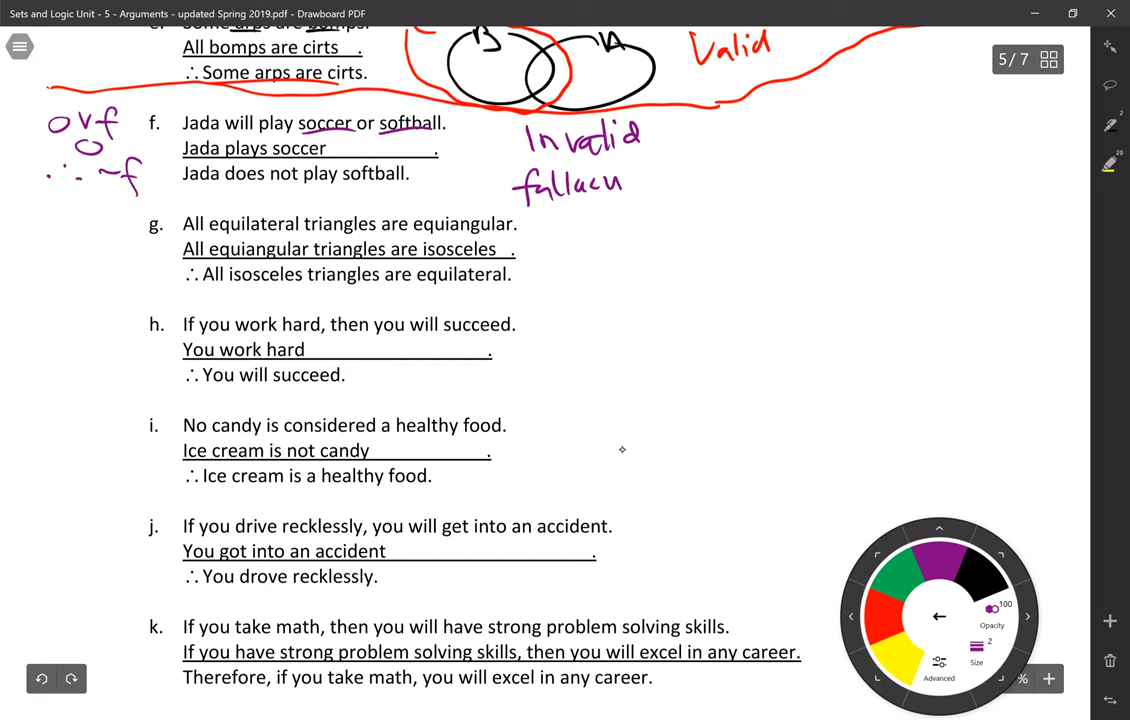 Sets and Logic Unit - 5 - Arguments - updated Spring 2019.pdf - Drawboard PDF
Some arps are bomps.
All bomps are cirts .
∴ Some arps are cirts.
B A
Valid
5 / 7
f. Jada will play soccer or softball.
Jada plays soccer .
Jada does not play softball.
O v f
O
∴ ~f
Invalid
g. All equilateral triangles are equiangular.
All equiangular triangles are isosceles .
∴ All isosceles triangles are equilateral.
h. If you work hard, then you will succeed.
You work hard .
∴ You will succeed.
i. No candy is considered a healthy food.
Ice cream is not candy .
∴ Ice cream is a healthy food.
j. If you drive recklessly, you will get into an accident.
You got into an accident .
∴ You drove recklessly.
k. If you take math, then you will have strong problem solving skills.
If you have strong problem solving skills, then you will excel in any career.
Therefore, if you take math, you will excel in any career.
100
Opacity
2
Size
Advanced
%
2
20